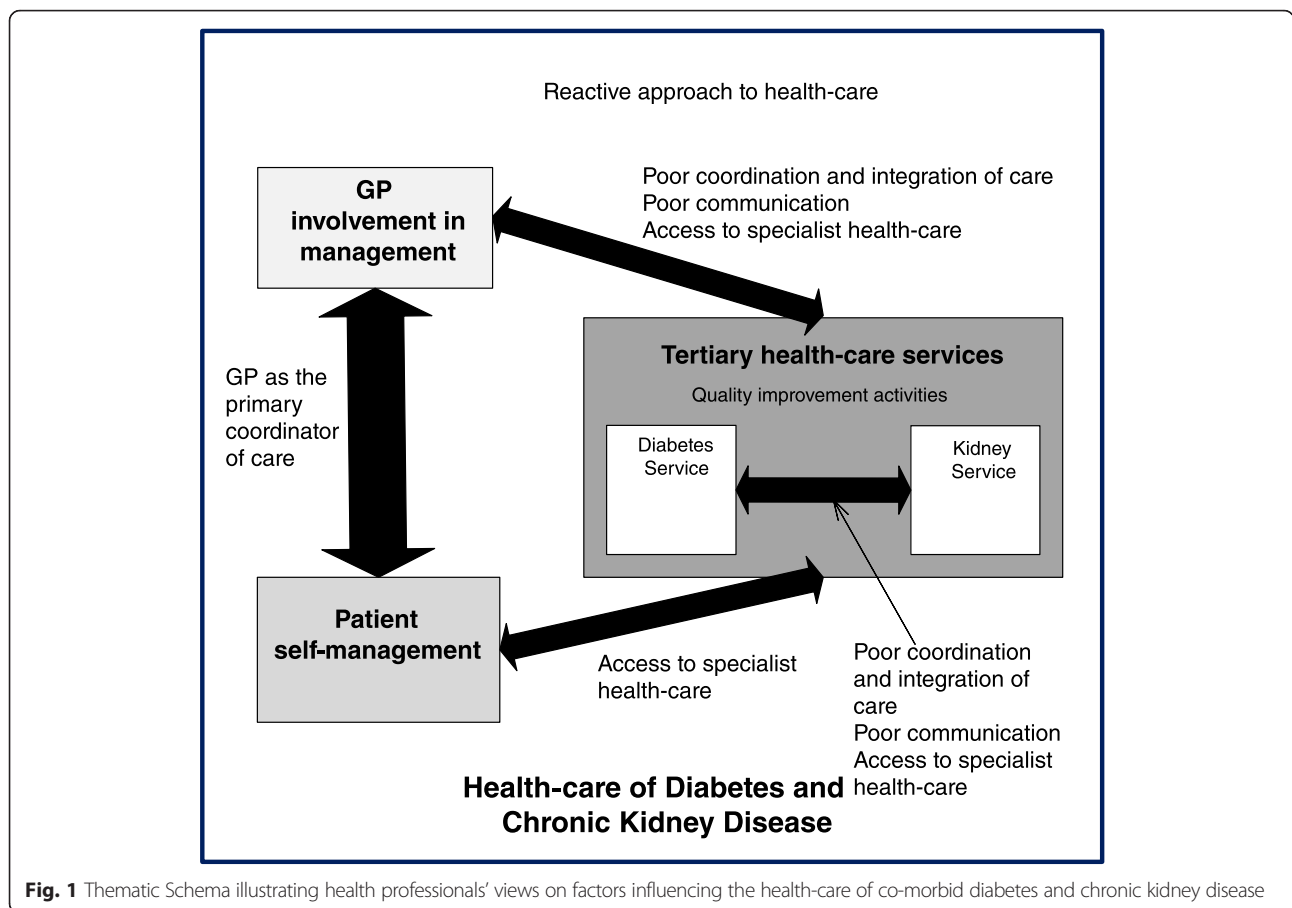 Reactive approach to health-care
GP
involvement in
management
Poor coordination and integration of care
Poor communication
Access to specialist health-care
GP as the
primary
coordinator
of care
Tertiary health-care services
Quality improvement activities
Diabetes
Service
Kidney
Service
Patient
self-management
Access to specialist
health-care
Poor coordination
and integration of
care
Poor communication
Access to specialist
health-care
Health-care of Diabetes and
Chronic Kidney Disease
Fig. 1 Thematic Schema illustrating health professionals’ views on factors influencing the health-care of co-morbid diabetes and chronic kidney disease